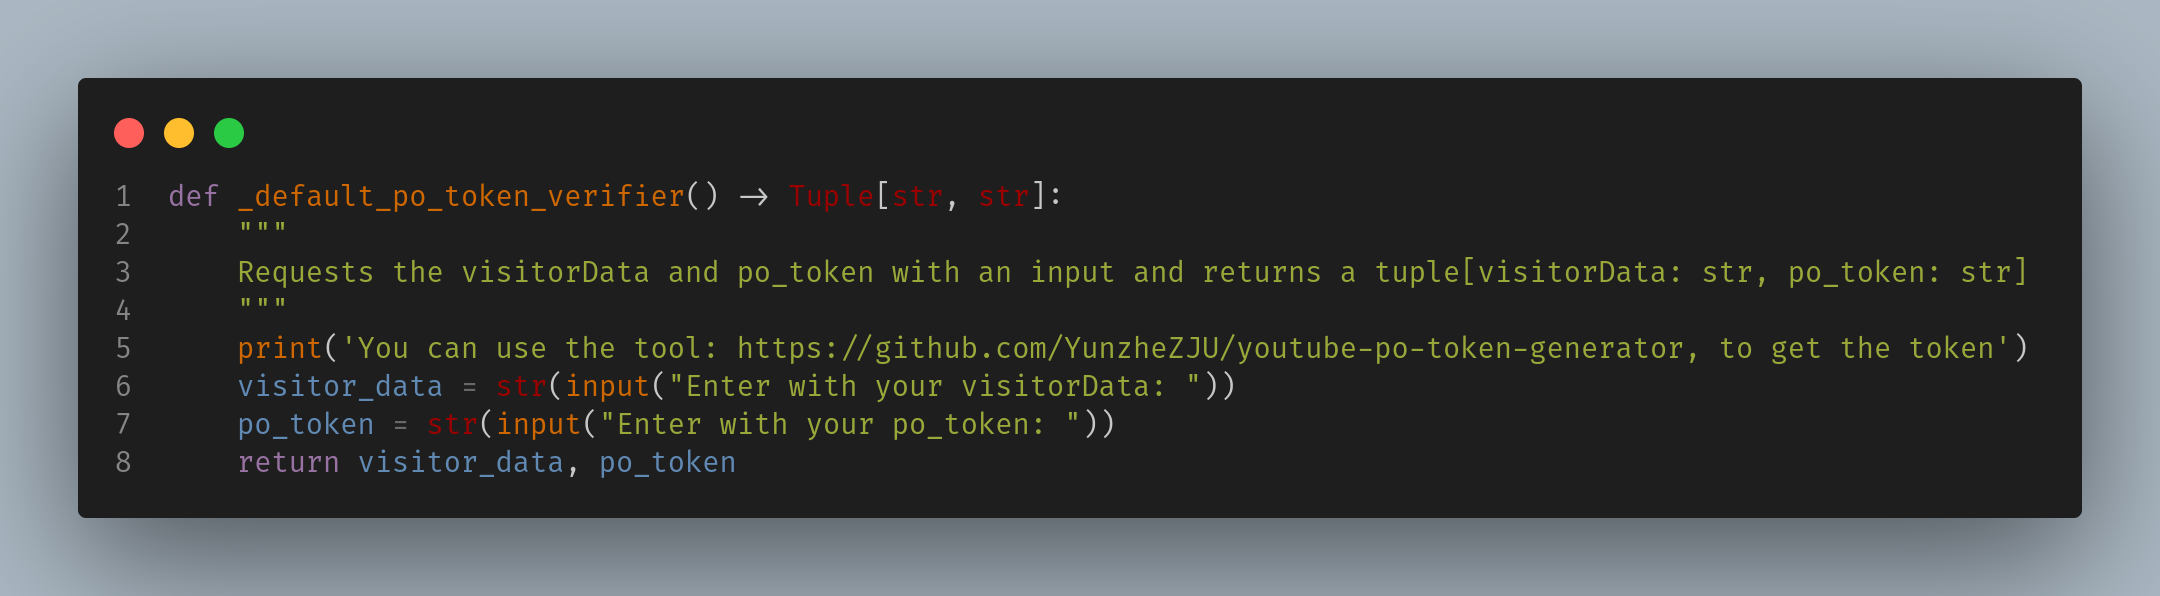 1 def _default_po_token_verifier() -> Tuple[str, str]:
2     """
3     Requests the visitorData and po_token with an input and returns a tuple[visitorData: str, po_token: str]
4     """
5     print('You can use the tool: https://github.com/YunzheZJU/youtube-po-token-generator, to get the token')
6     visitor_data = str(input("Enter with your visitorData: "))
7     po_token = str(input("Enter with your po_token: "))
8     return visitor_data, po_token